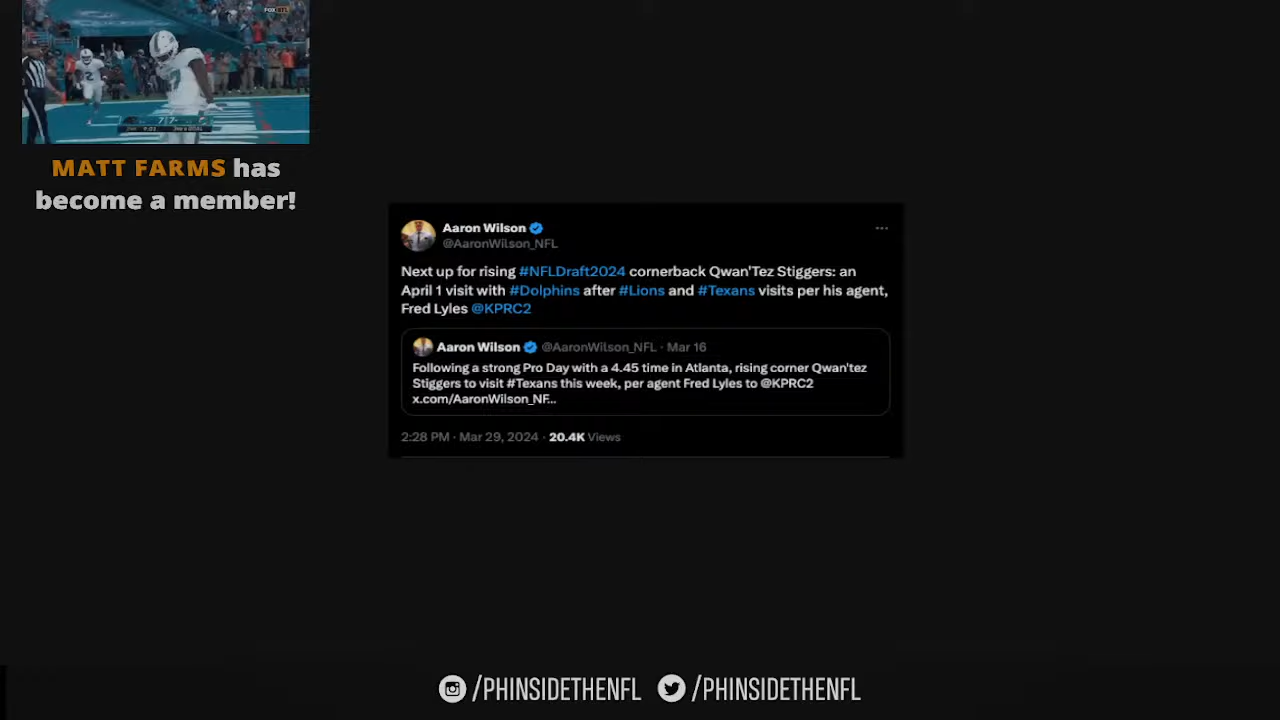 MATT FARMS has
become a member!
Aaron Wilson
@AaronWilson_NFL
Next up for rising #NFLDraft2024 cornerback Qwan'Tez Stiggers: an
April 1 visit with #Dolphins after #Lions and #Texans visits per his agent,
Fred Lyles @KPRC2
Aaron Wilson @AaronWilson_NFL · Mar 16
Following a strong Pro Day with a 4.45 time in Atlanta, rising corner Qwan'tez
Stiggers to visit #Texans this week, per agent Fred Lyles to @KPRC2
x.com/AaronWilson_NF...
2:28 PM · Mar 29, 2024 · 20.4K Views
/PHINSIDETHENFL /PHINSIDETHENFL